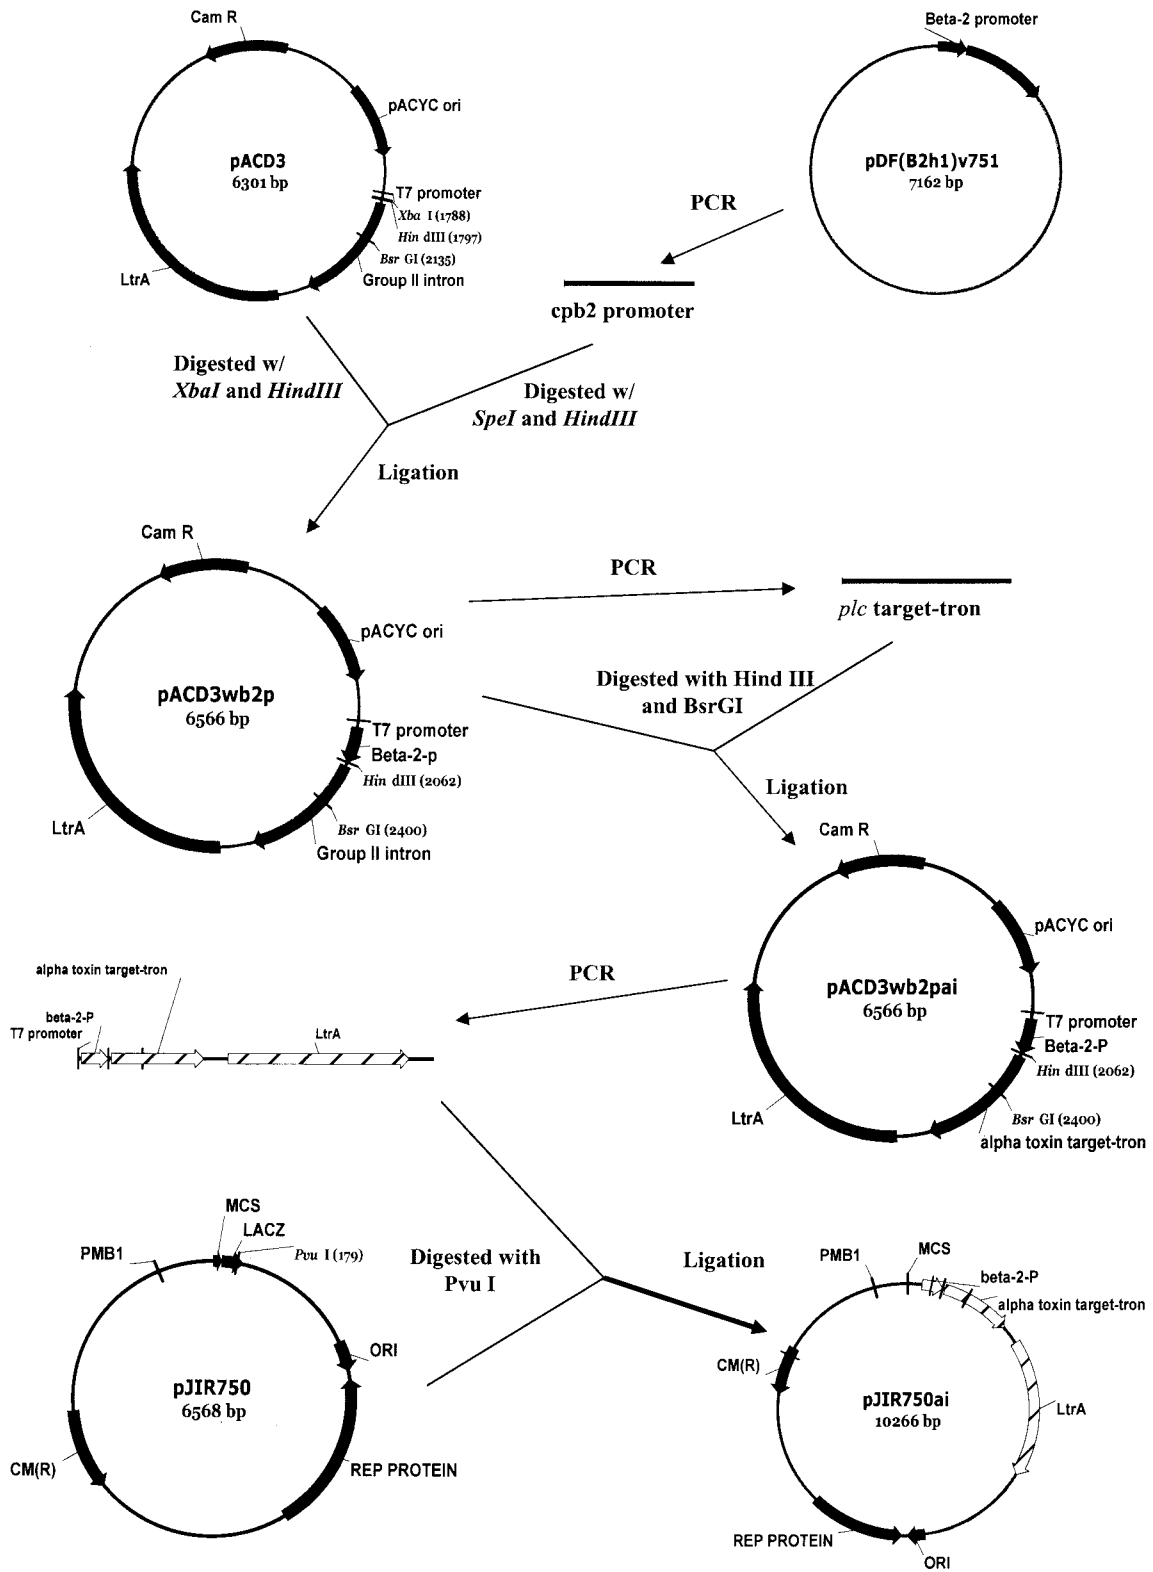 Cam R
pACYC ori
pACD3
6301 bp
T7 promoter
Xba I (1788)
Hin dIII (1797)
Bsr GI (2135)
Group II intron
LtrA
Beta-2 promoter
pDF(B2h1)v751
7162 bp
PCR
cpb2 promoter
Digested w/
XbaI and HindIII
Digested w/
SpeI and HindIII
Ligation
Cam R
pACYC ori
pACD3wb2p
6566 bp
T7 promoter
Beta-2-p
Hin dIII (2062)
Bsr GI (2400)
Group II intron
LtrA
PCR
plc target-tron
Digested with Hind III
and BsrGI
Ligation
Cam R
pACYC ori
pACD3wb2pai
6566 bp
T7 promoter
Beta-2-P
Hin dIII (2062)
Bsr GI (2400)
alpha toxin target-tron
LtrA
PCR
alpha toxin target-tron
beta-2-P
T7 promoter
LtrA
MCS
LACZ
Pvu I (179)
PMB1
ORI
pJIR750
6568 bp
CM(R)
REP PROTEIN
Digested with
Pvu I
Ligation
PMB1
MCS
beta-2-P
alpha toxin target-tron
CM(R)
pJIR750ai
10266 bp
LtrA
REP PROTEIN
ORI